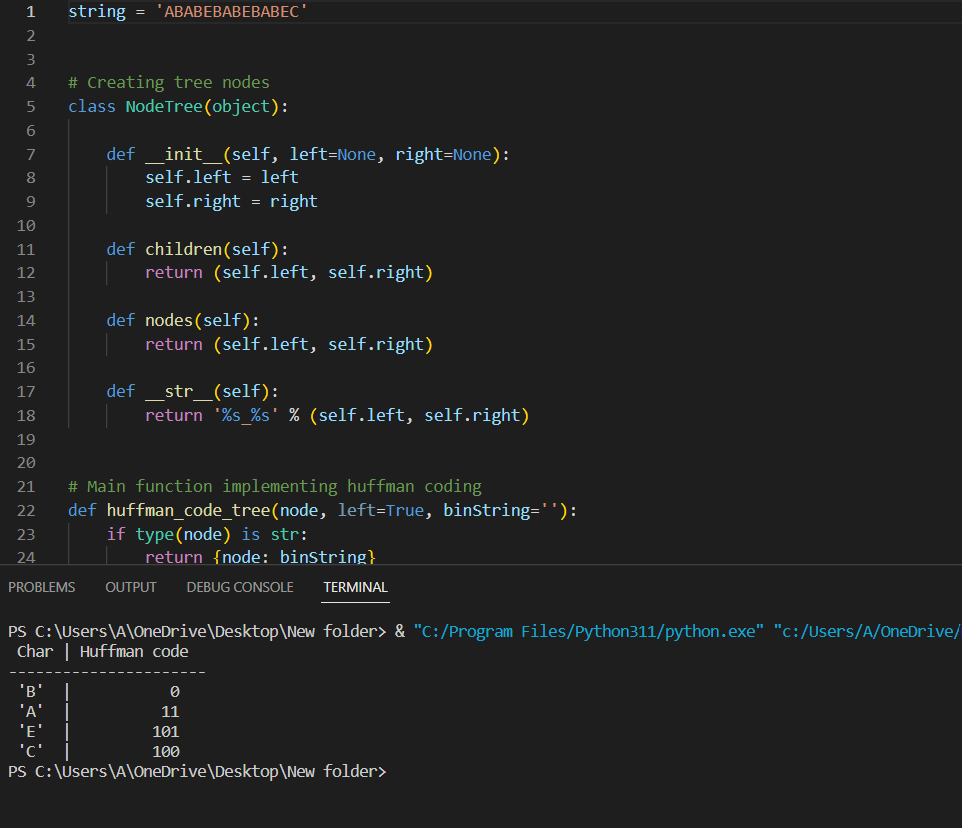 1 string = 'ABABEBABEBABEC'
2
3
4 # Creating tree nodes
5 class NodeTree(object):
6
7     def __init__(self, left=None, right=None):
8         self.left = left
9         self.right = right
10
11     def children(self):
12         return (self.left, self.right)
13
14     def nodes(self):
15         return (self.left, self.right)
16
17     def __str__(self):
18         return '%s_%s' % (self.left, self.right)
19
20
21 # Main function implementing huffman coding
22 def huffman_code_tree(node, left=True, binString=''):
23     if type(node) is str:
24         return {node: binString}
PROBLEMS OUTPUT DEBUG CONSOLE TERMINAL
PS C:\Users\A\OneDrive\Desktop\New folder> & "C:/Program Files/Python311/python.exe" "c:/Users/A/OneDrive/
 Char | Huffman code
----------------------
 'B'  |           0
 'A'  |          11
 'E'  |         101
 'C'  |         100
PS C:\Users\A\OneDrive\Desktop\New folder>